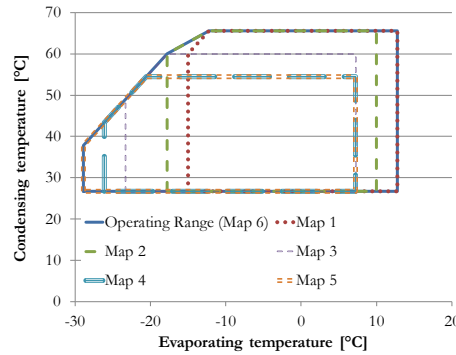 Condensing temperature [°C]
70
60
50
40
30
20
10
0
Operating Range (Map 6)
Map 1
Map 2
Map 3
Map 4
Map 5
-30
-20
-10
0
10
20
Evaporating temperature [°C]